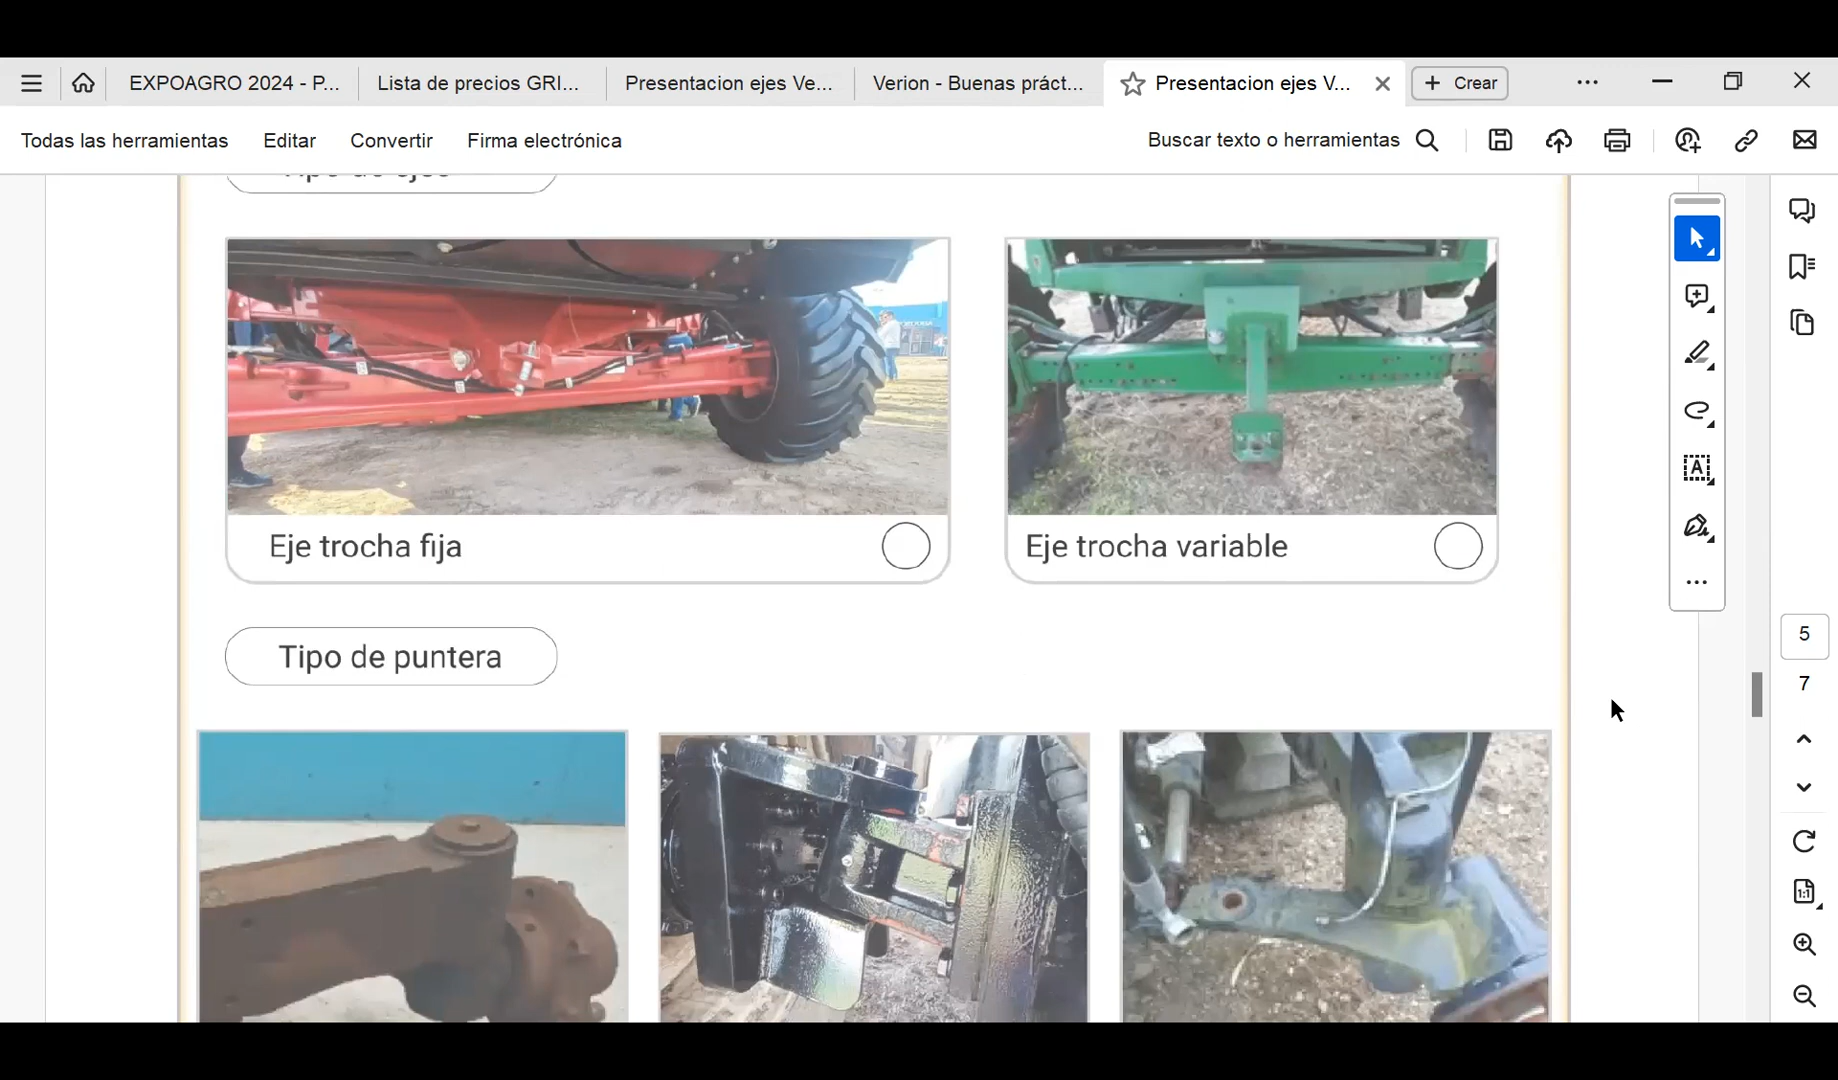 EXPOAGRO 2024 - P...
Lista de precios GRI...
Presentacion ejes Ve...
Verion - Buenas práct...
Presentacion ejes V...
Crear
Todas las herramientas
Editar
Convertir
Firma electrónica
Buscar texto o herramientas
Eje trocha fija
Eje trocha variable
Tipo de puntera
5
7